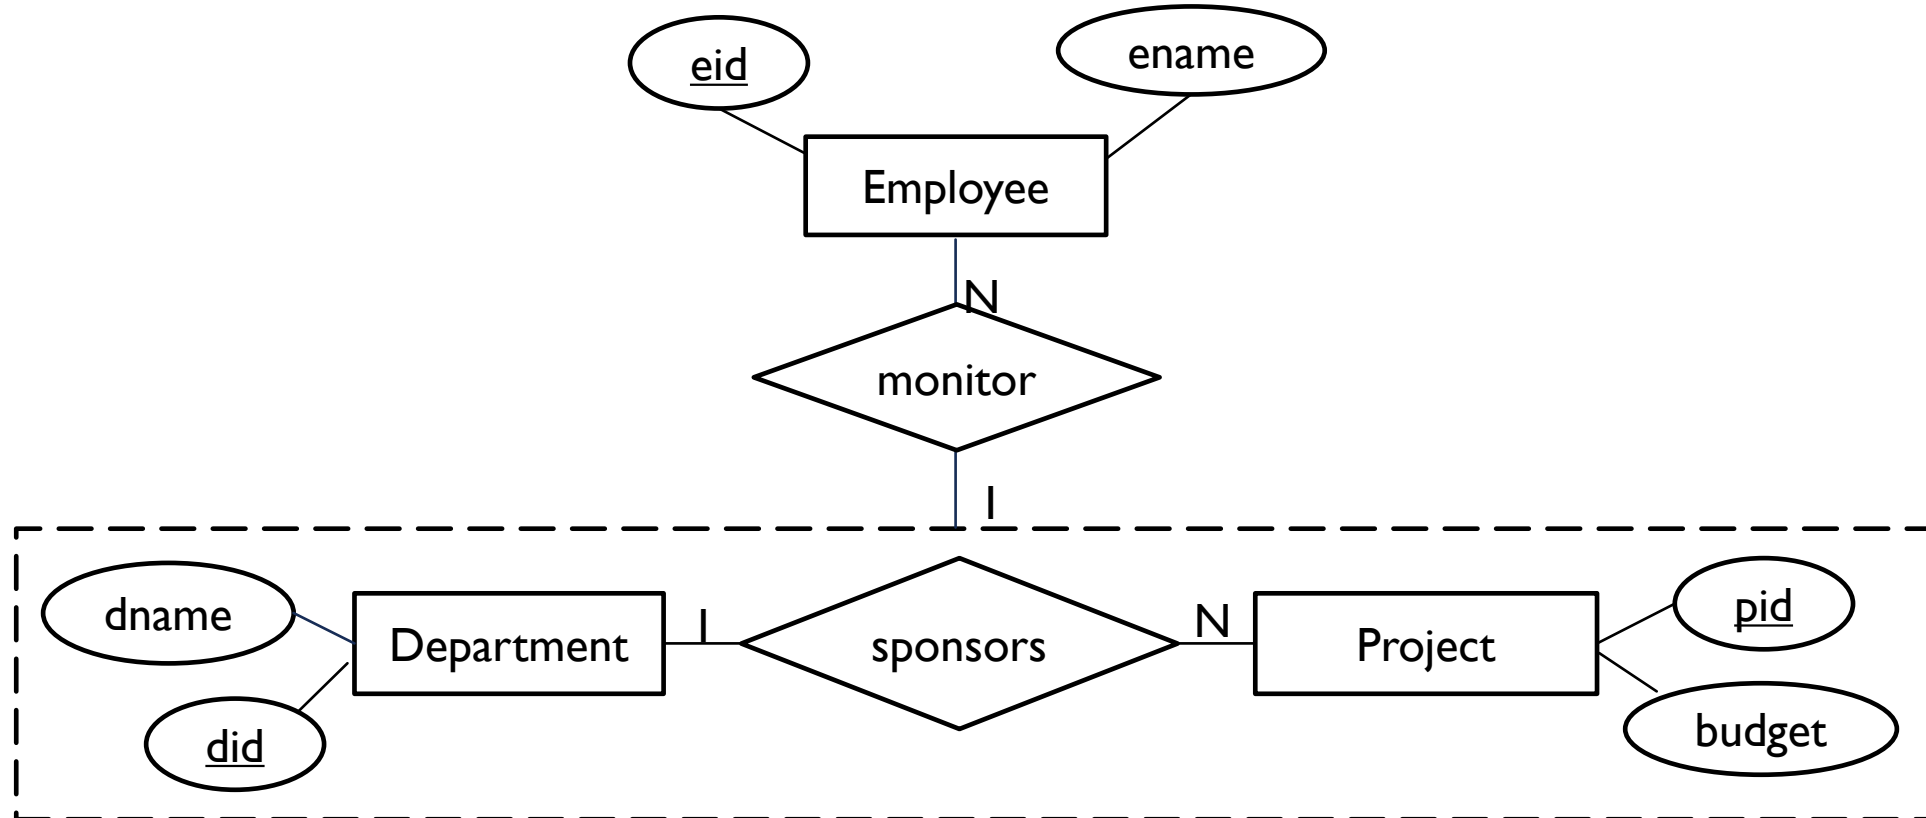 eid
ename
Employee
N
monitor
1
dname
Department
1
sponsors
N
Project
pid
did
budget